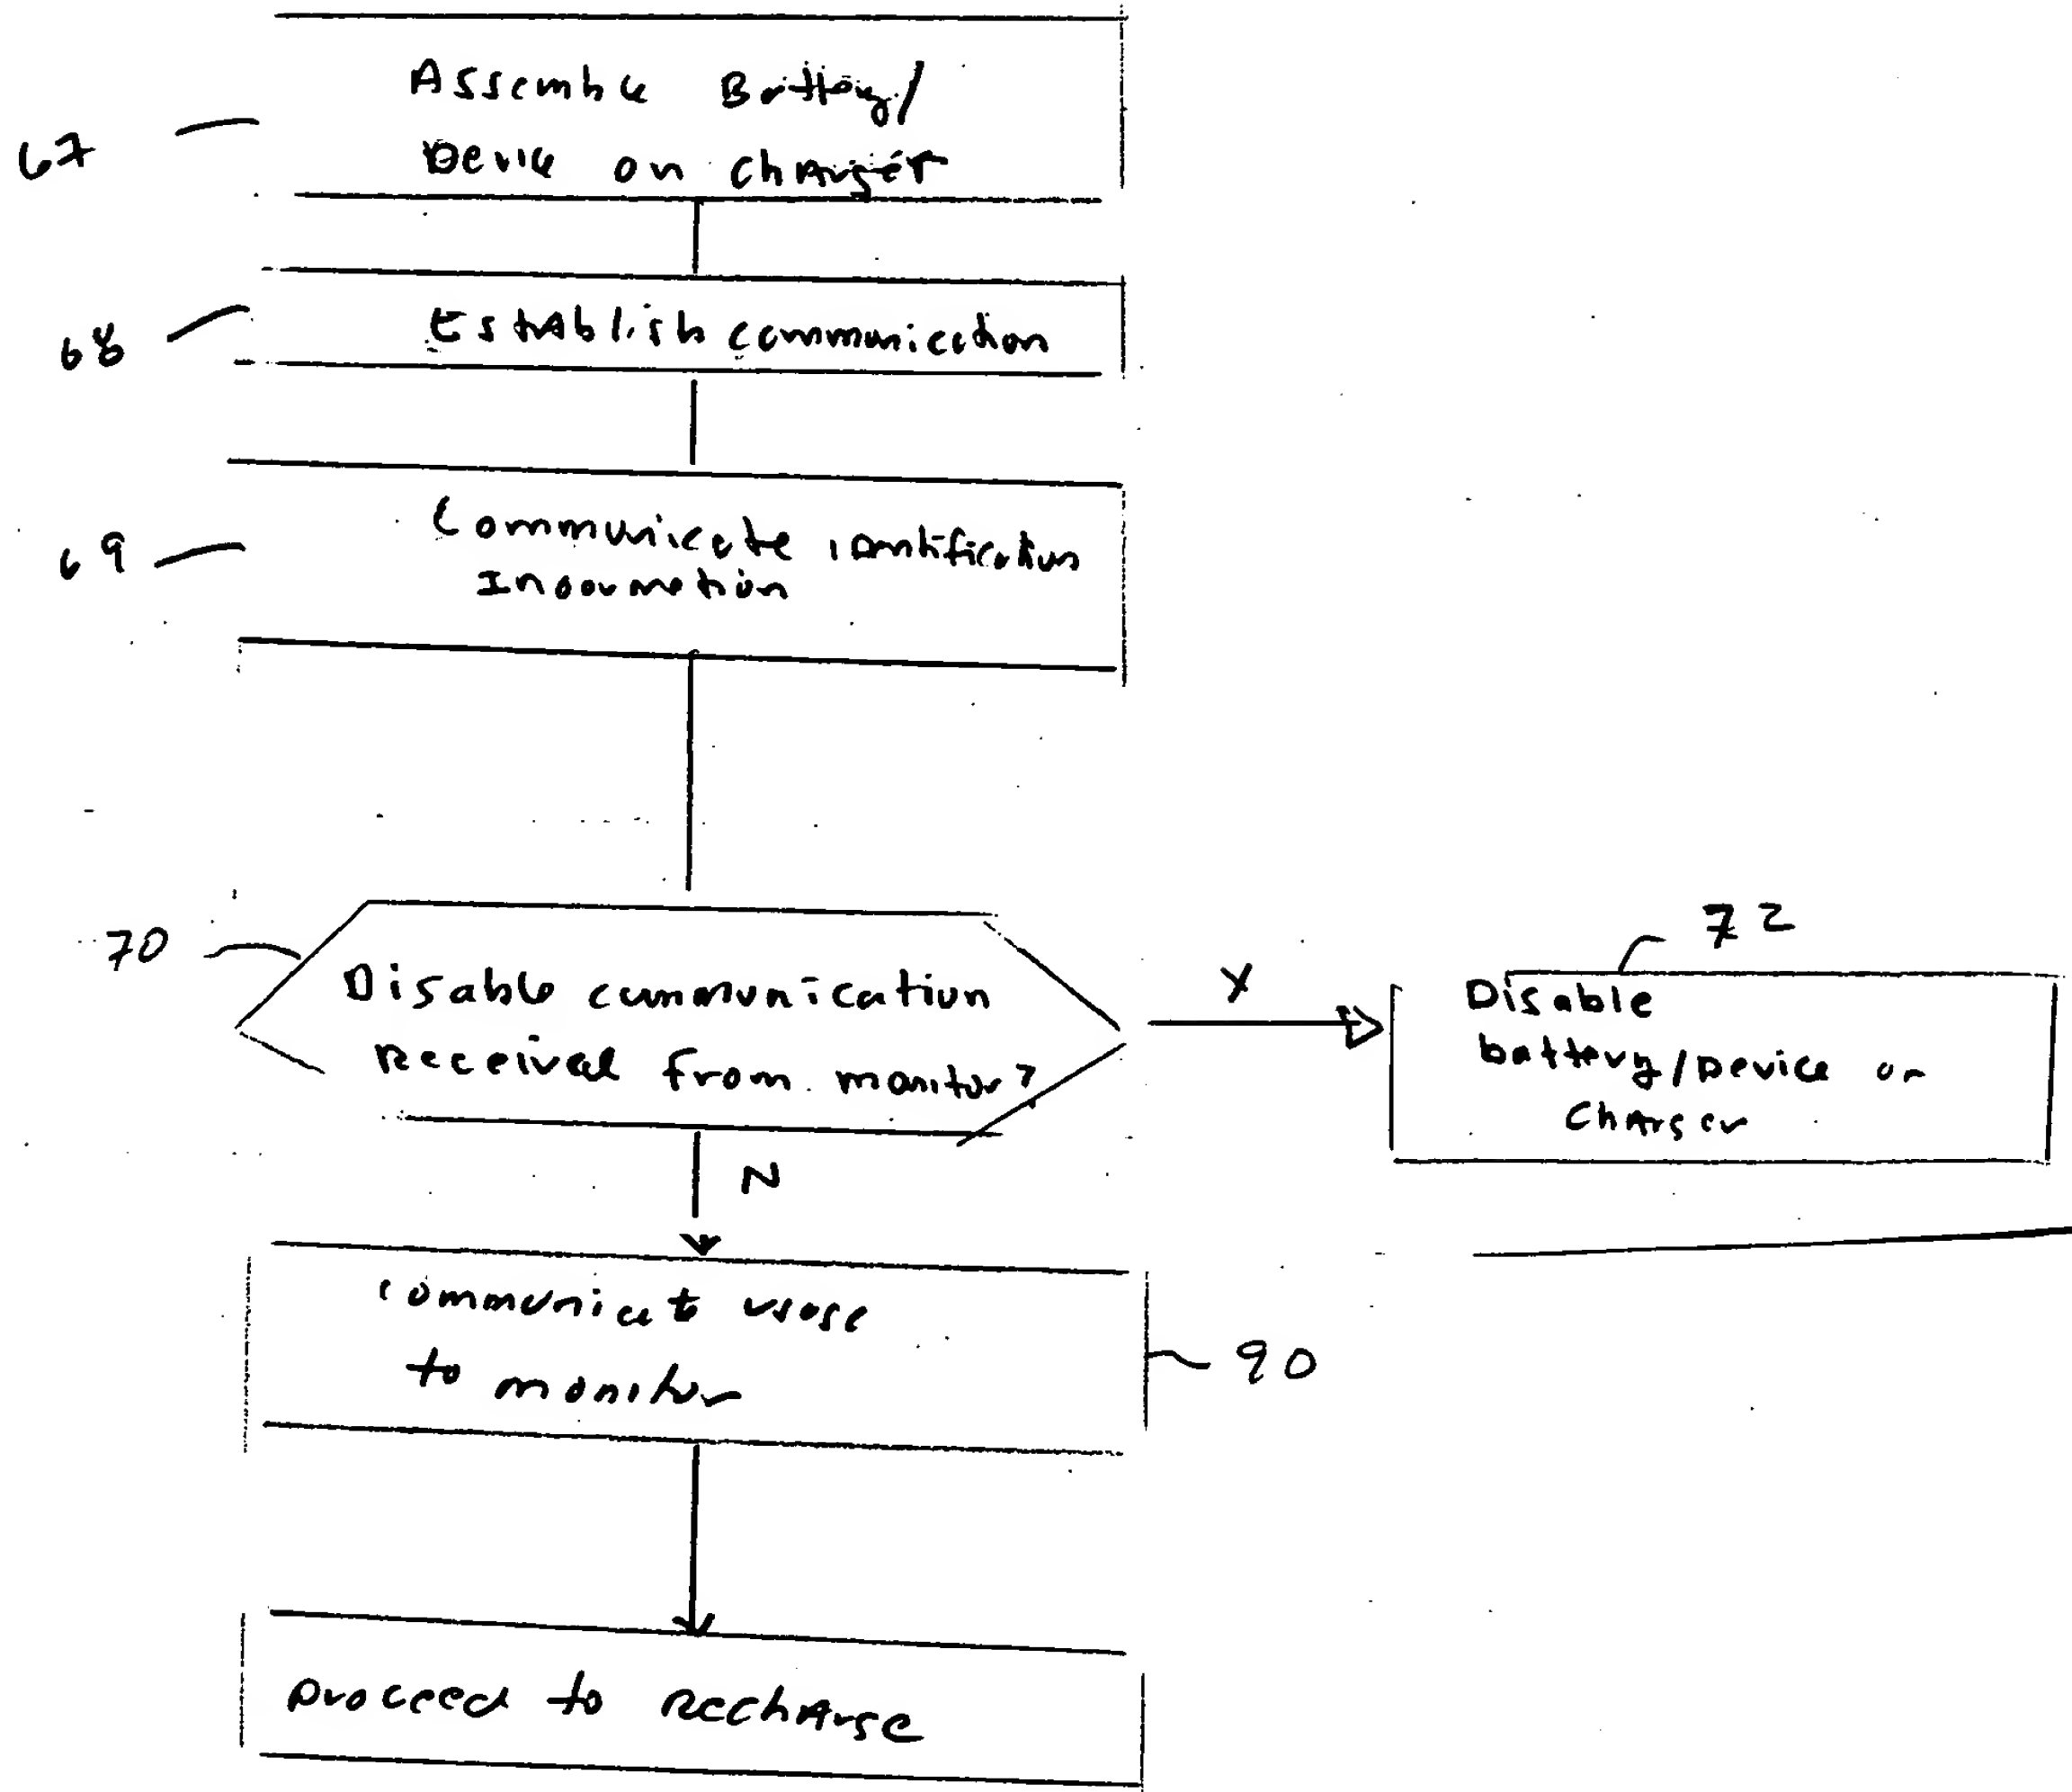 Assemble Battery/
Device on Charger
67
Establish communication
68
Communicate identification
Information
69
70
Disable communication
Received from monitor?
Y
72
Disable
battery/Device or
Charger
N
Communicate usage
to monitor
90
proceed to Recharge